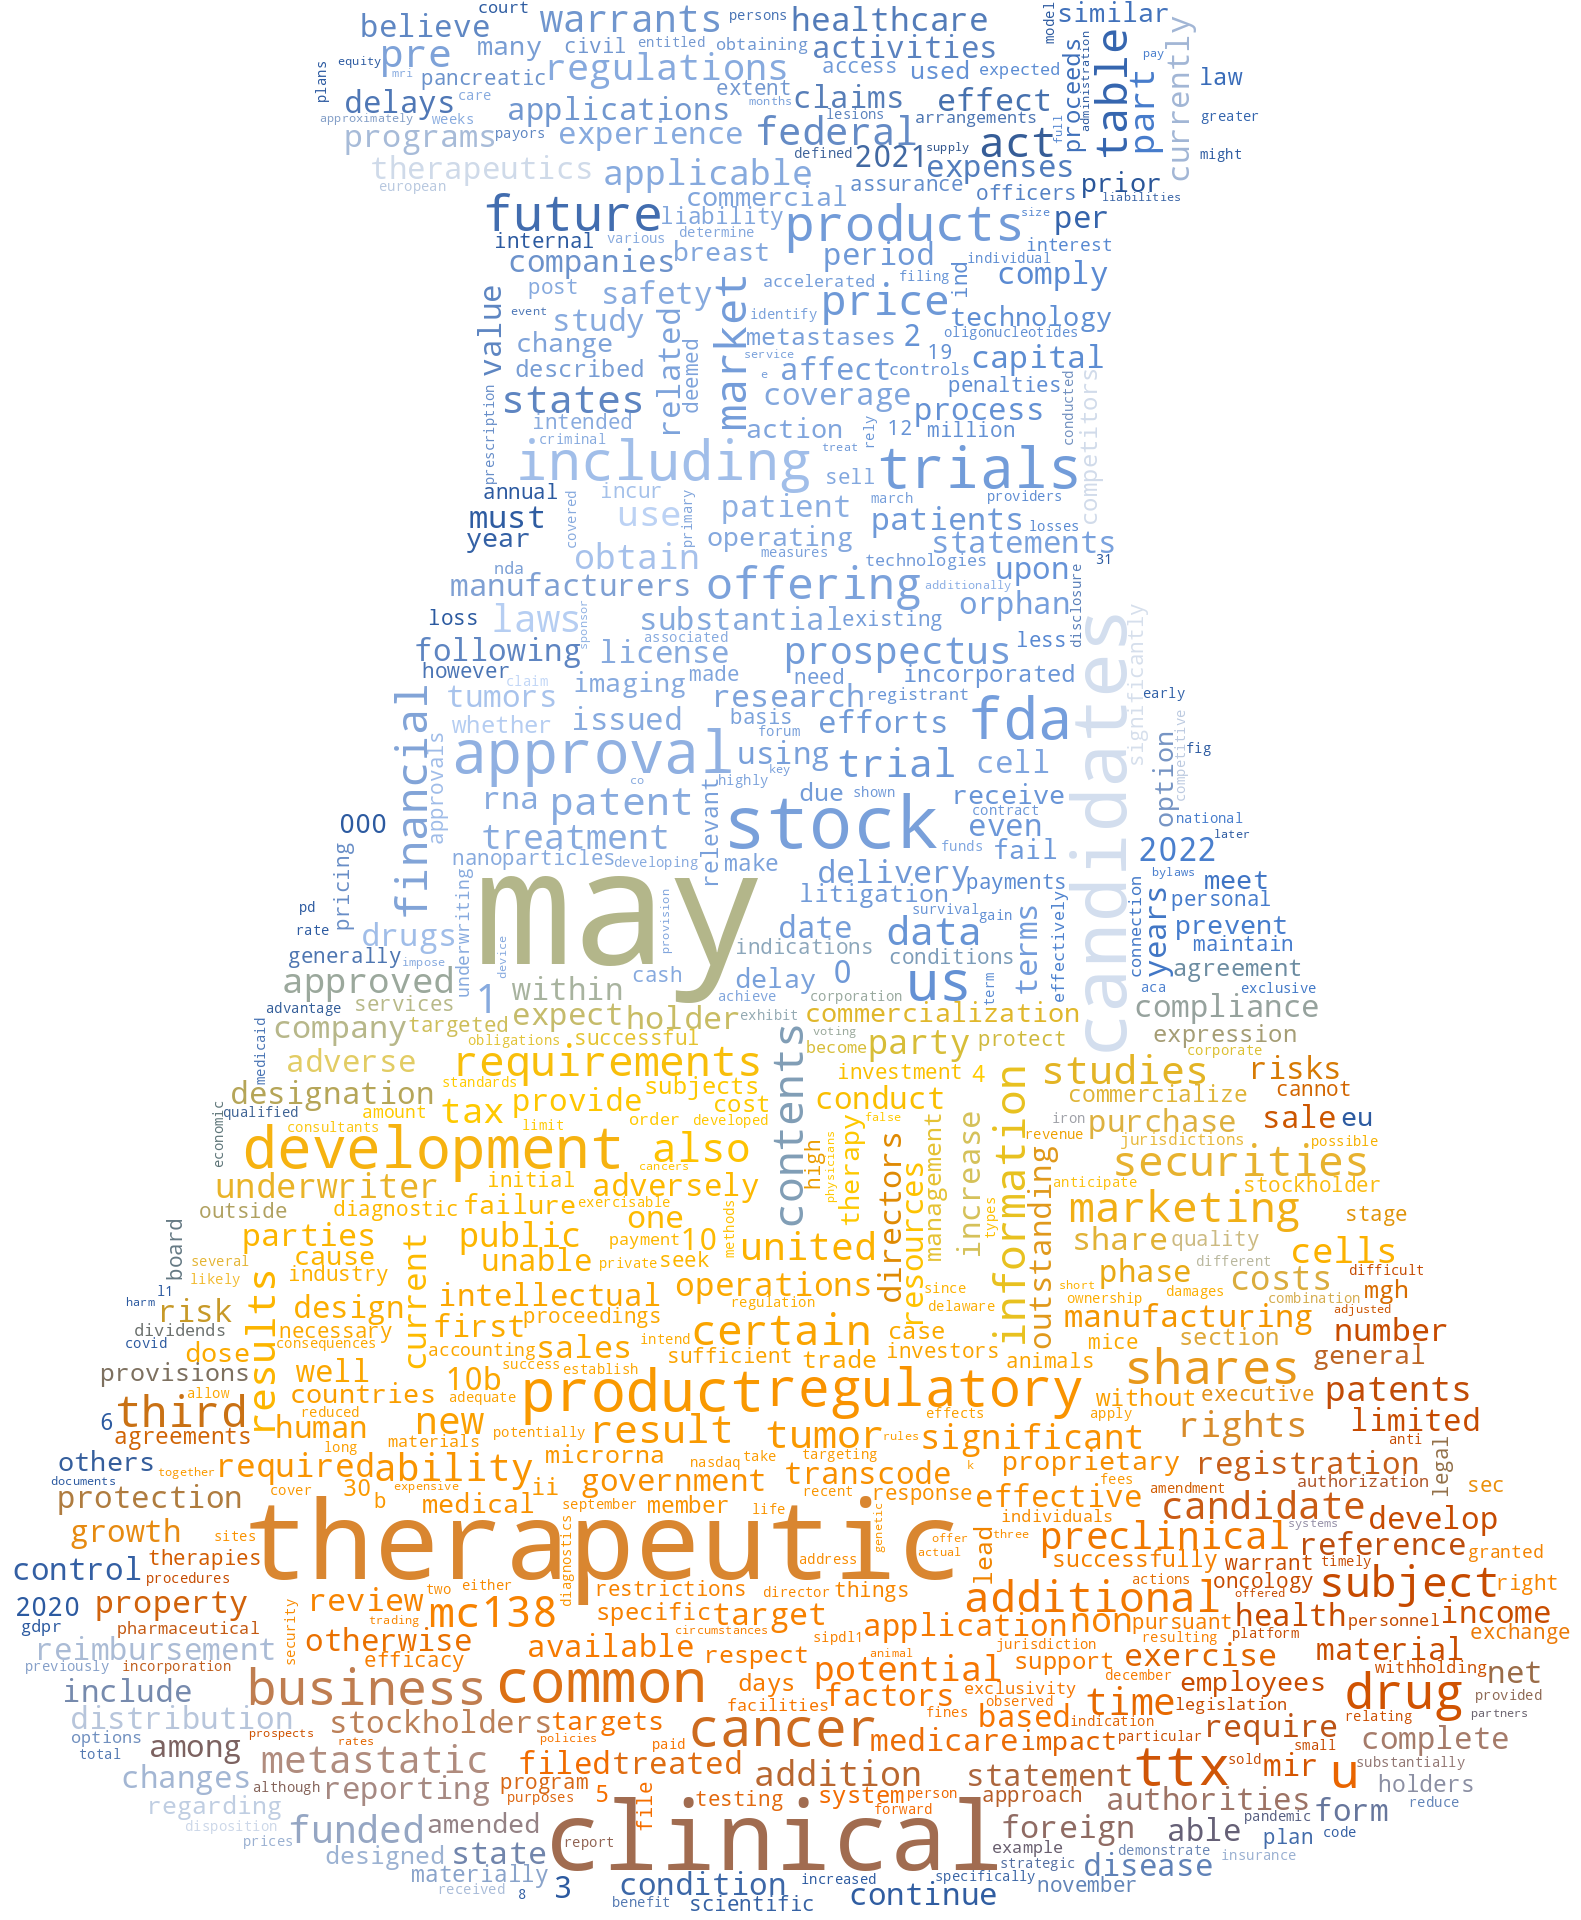 court
believe
warrants
persons
healthcare
model
similar
equity
pre
many
civil
entitled
obtaining
activities
proceeds
administration
table
pay
currently
plans
mri
pancreatic
regulations
access
used
expected
part
law
delays
care
extent
months
claims
effect
approximately
weeks
applications
lesions
arrangements
full
greater
programs
payors
experience
federal
defined
2021
supply
act
might
therapeutics
european
applicable
assurance
expenses
officers
prior
liabilities
future
liability
commercial
products
size
per
internal
various
determine
companies
breast
period
interest
individual
post
safety
market
accelerated
filing
ind
comply
value
event
study
related
identify
price
technology
change
metastases
2
oligonucleotides
described
deemed
service
e
affect
19
controls
capital
states
coverage
penalties
conducted
competitors
prescription
intended
criminal
action
treat
rely
12
process
million
including
sell
trials
annual
incur
covered
primary
patient
march
providers
must
use
patients
losses
year
operating
measures
statements
nda
obtain
technologies
upon
31
manufacturers
offering
additionally
orphan
disclosure
loss
laws
sponsor
substantial
existing
associated
less
candidates
significantly
following
license
prospectus
however
claim
imaging
made
need
incorporated
financial
tumors
research
registrant
early
whether
issued
basis
forum
efforts
fda
competitive
option
fig
approvals
approval
using
key
highly
trial
cell
rna
co
patent
relevant
due
shown
receive
contract
national
000
treatment
stock
even
later
nanoparticles
developing
make
funds
fail
2022
pricing
may
delivery
payments
bylaws
meet
underwriting
litigation
personal
pd
provision
survival
gain
terms
effectively
connection
years
rate
drugs
device
date
data
prevent
generally
impose
indications
conditions
maintain
approved
cash
delay
0
us
term
aca
agreement
exclusive
advantage
services
1
within
achieve
corporation
compliance
medicaid
company
targeted
expect
holder
exhibit
contents
commercialization
expression
obligations
successful
voting
become
party
protect
corporate
adverse
requirements
investment
4
studies
risks
designation
standards
subjects
information
commercialize
cannot
economic
qualified
amount
tax
provide
cost
conduct
iron
purchase
sale
eu
consultants
limit
order
developed
false
increase
revenue
jurisdictions
possible
development
also
high
physicians
therapy
directors
management
outstanding
securities
underwriter
initial
cancers
adversely
resources
anticipate
stockholder
outside
diagnostic
failure
exercisable
types
marketing
stage
board
parties
public
one
payment
10
methods
united
share
quality
several
cause
current
unable
private
seek
different
cells
likely
results
industry
operations
since
phase
costs
difficult
l1
harm
risk
design
intellectual
regulation
delaware
short
ownership
damages
combination
mgh
dividends
necessary
first
proceedings
certain
case
manufacturing
adjusted
covid
consequences
accounting
sales
intend
investors
mice
section
number
dose
well
success
establish
sufficient
trade
animals
general
provisions
allow
countries
10b
adequate
product
regulatory
shares
without
executive
patents
6
third
reduced
human
new
effects
apply
rights
limited
agreements
long
materials
potentially
result
tumor
rules
significant
anti
legal
others
together
required
ability
microrna
nasdaq
take
targeting
k
proprietary
registration
documents
cover
30
expensive
ii
government
transcode
fees
authorization
sec
protection
b
medical
september
member
life
recent
response
effective
amendment
growth
sites
therapeutic
diagnostics
genetic
individuals
candidate
develop
offer
three
lead
preclinical
systems
reference
granted
control
therapies
address
actual
successfully
warrant
timely
procedures
two
either
restrictions
director
things
actions
oncology
subject
right
2020
property
review
mc138
additional
offered
gdpr
pharmaceutical
security
trading
specific
target
application
non
pursuant
health
personnel
income
reimbursement
otherwise
circumstances
sipdl1
jurisdiction
resulting
platform
exchange
previously
incorporation
efficacy
available
respect
animal
support
exercise
material
withholding
net
include
business
common
days
potential
exclusivity
december
employees
drug
provided
distribution
facilities
factors
observed
time
legislation
relating
partners
options
prospects
stockholders
targets
cancer
fines
based
indication
require
total
among
rates
policies
paid
medicare
impact
particular
small
complete
metastatic
filed
treated
ttx
sold
mir
u
substantially
changes
although
reporting
program
purposes
5
addition
statement
holders
regarding
file
testing
system
person
approach
authorities
reduce
disposition
forward
pandemic
form
prices
funded
amended
clinical
foreign
able
plan
code
designed
state
report
example
demonstrate
insurance
materially
strategic
disease
received
8
3
condition
increased
specifically
november
benefit
scientific
continue